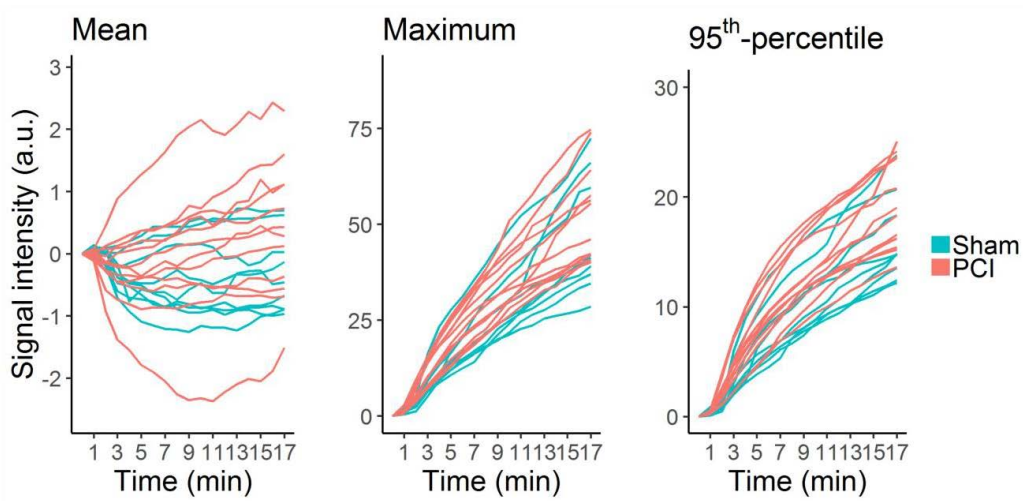 Mean
Maximum
95th-percentile
Signal intensity (a.u.)
3
2
1
0
-1
-2
75
50
25
0
30
20
10
0
1 3 5 7 9 11 13 15 17
1 3 5 7 9 11 13 15 17
1 3 5 7 9 11 13 15 17
Time (min)
Time (min)
Time (min)
Sham
PCI